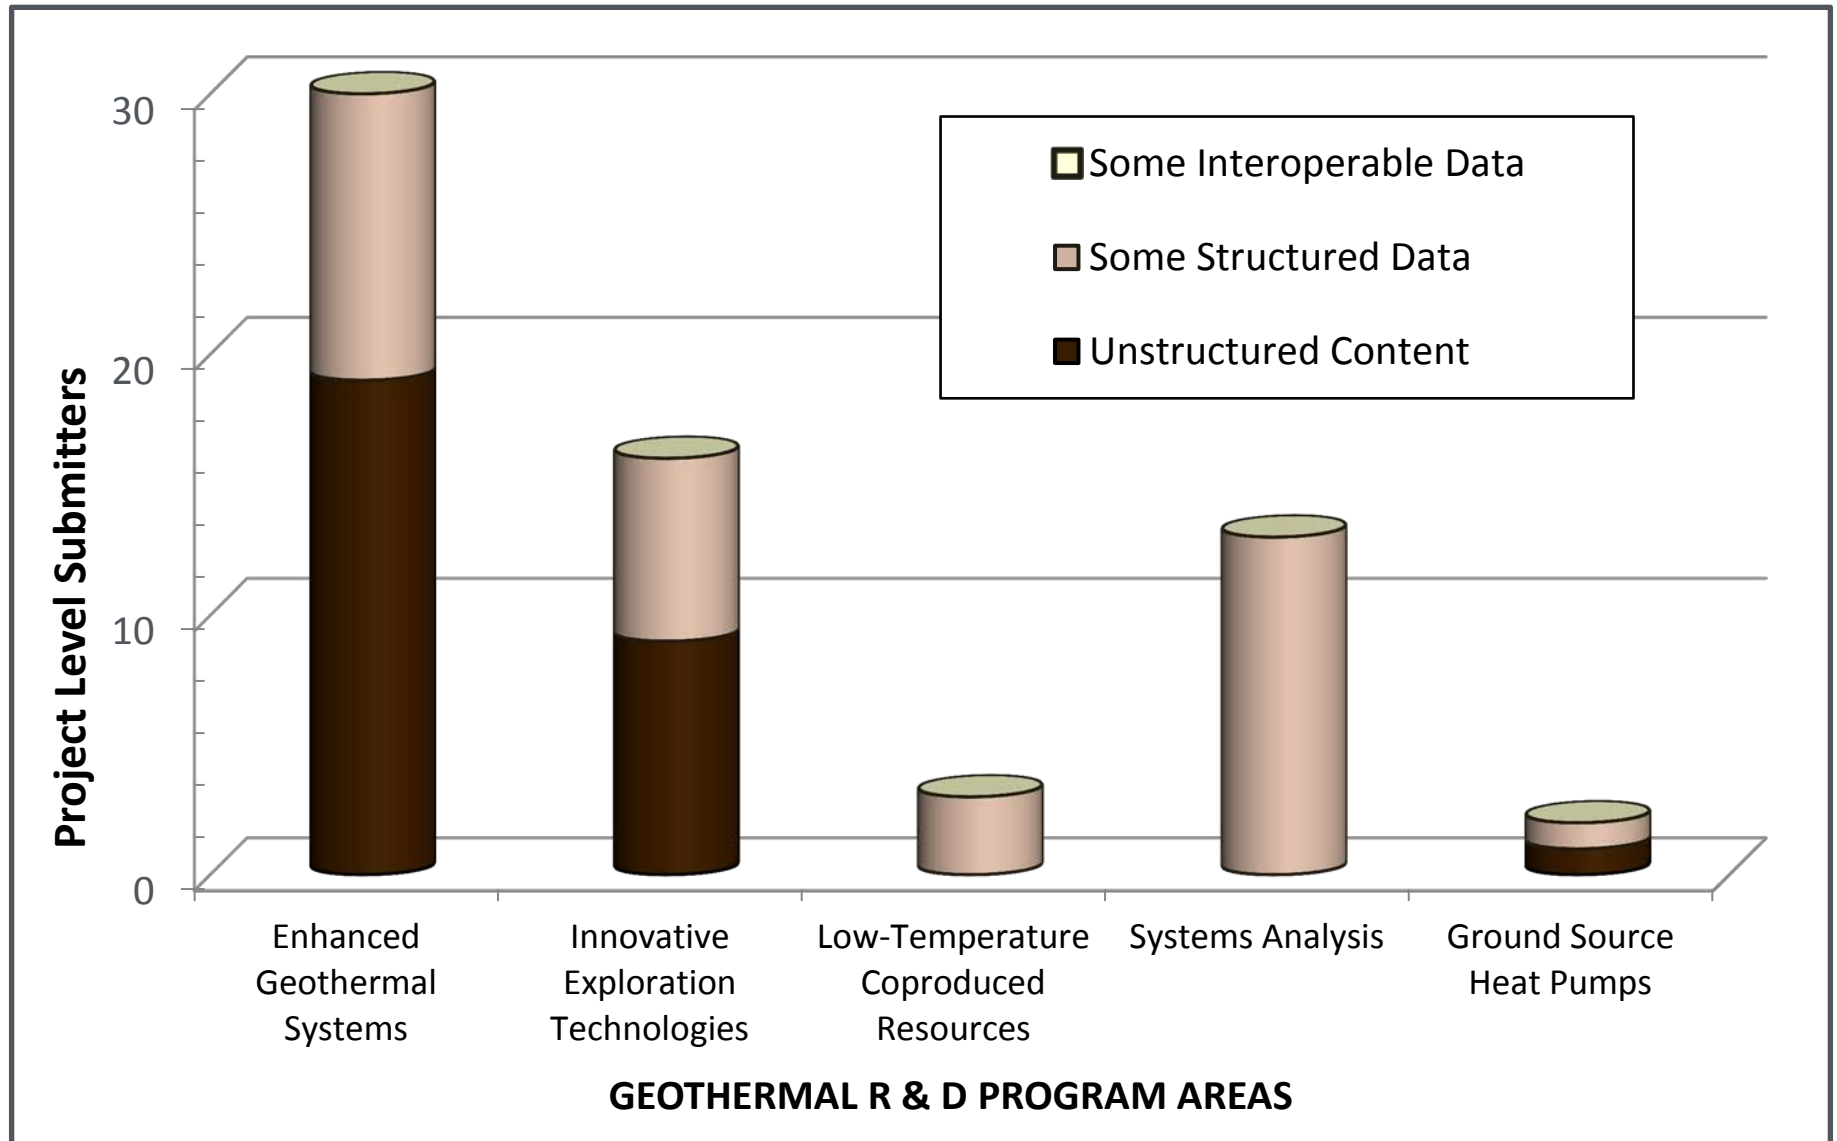 30
20
10
0
Project Level Submitters
Some Interoperable Data
Some Structured Data
Unstructured Content
Enhanced
Geothermal
Systems
Innovative
Exploration
Technologies
Low-Temperature
Coproduced
Resources
Systems Analysis
Ground Source
Heat Pumps
GEOTHERMAL R & D PROGRAM AREAS